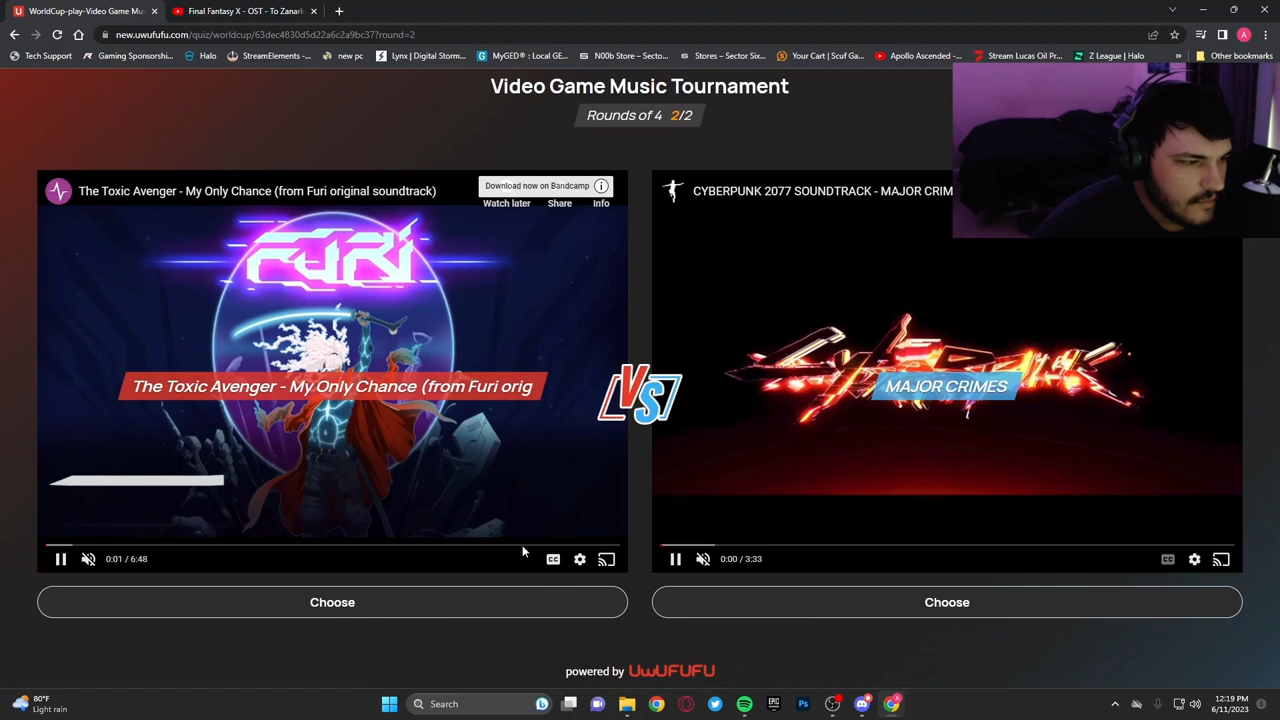 WorldCup-play-Video Game Mus
Final Fantasy X - OST - To Zanark
new.uwufufu.com/quiz/worldcup/63dec4830d5d22a6c2a9bc37?round=2
A
Tech Support
Gaming Sponsorshi...
Halo
StreamElements -...
new pc
Lynx | Digital Storm...
MyGED® : Local GE...
N00b Store – Secto...
Stores – Sector Six...
Your Cart | Scuf Ga...
Apollo Ascended -...
Stream Lucas Oil Pr...
Z League | Halo
»
Other bookmarks
Video Game Music Tournament
Rounds of 4 2/2
The Toxic Avenger - My Only Chance (from Furi original soundtrack)
Download now on Bandcamp
Watch later
Share
Info
CYBERPUNK 2077 SOUNDTRACK - MAJOR CRIM
FURI
Cyberpunk
The Toxic Avenger - My Only Chance (from Furi orig
VS
MAJOR CRIMES
0:01 / 6:48
CC
0:00 / 3:33
CC
Choose
Choose
powered by UwUFUFU
80°F
Light rain
Search
EPIC
Ps
12:19 PM
6/11/2023